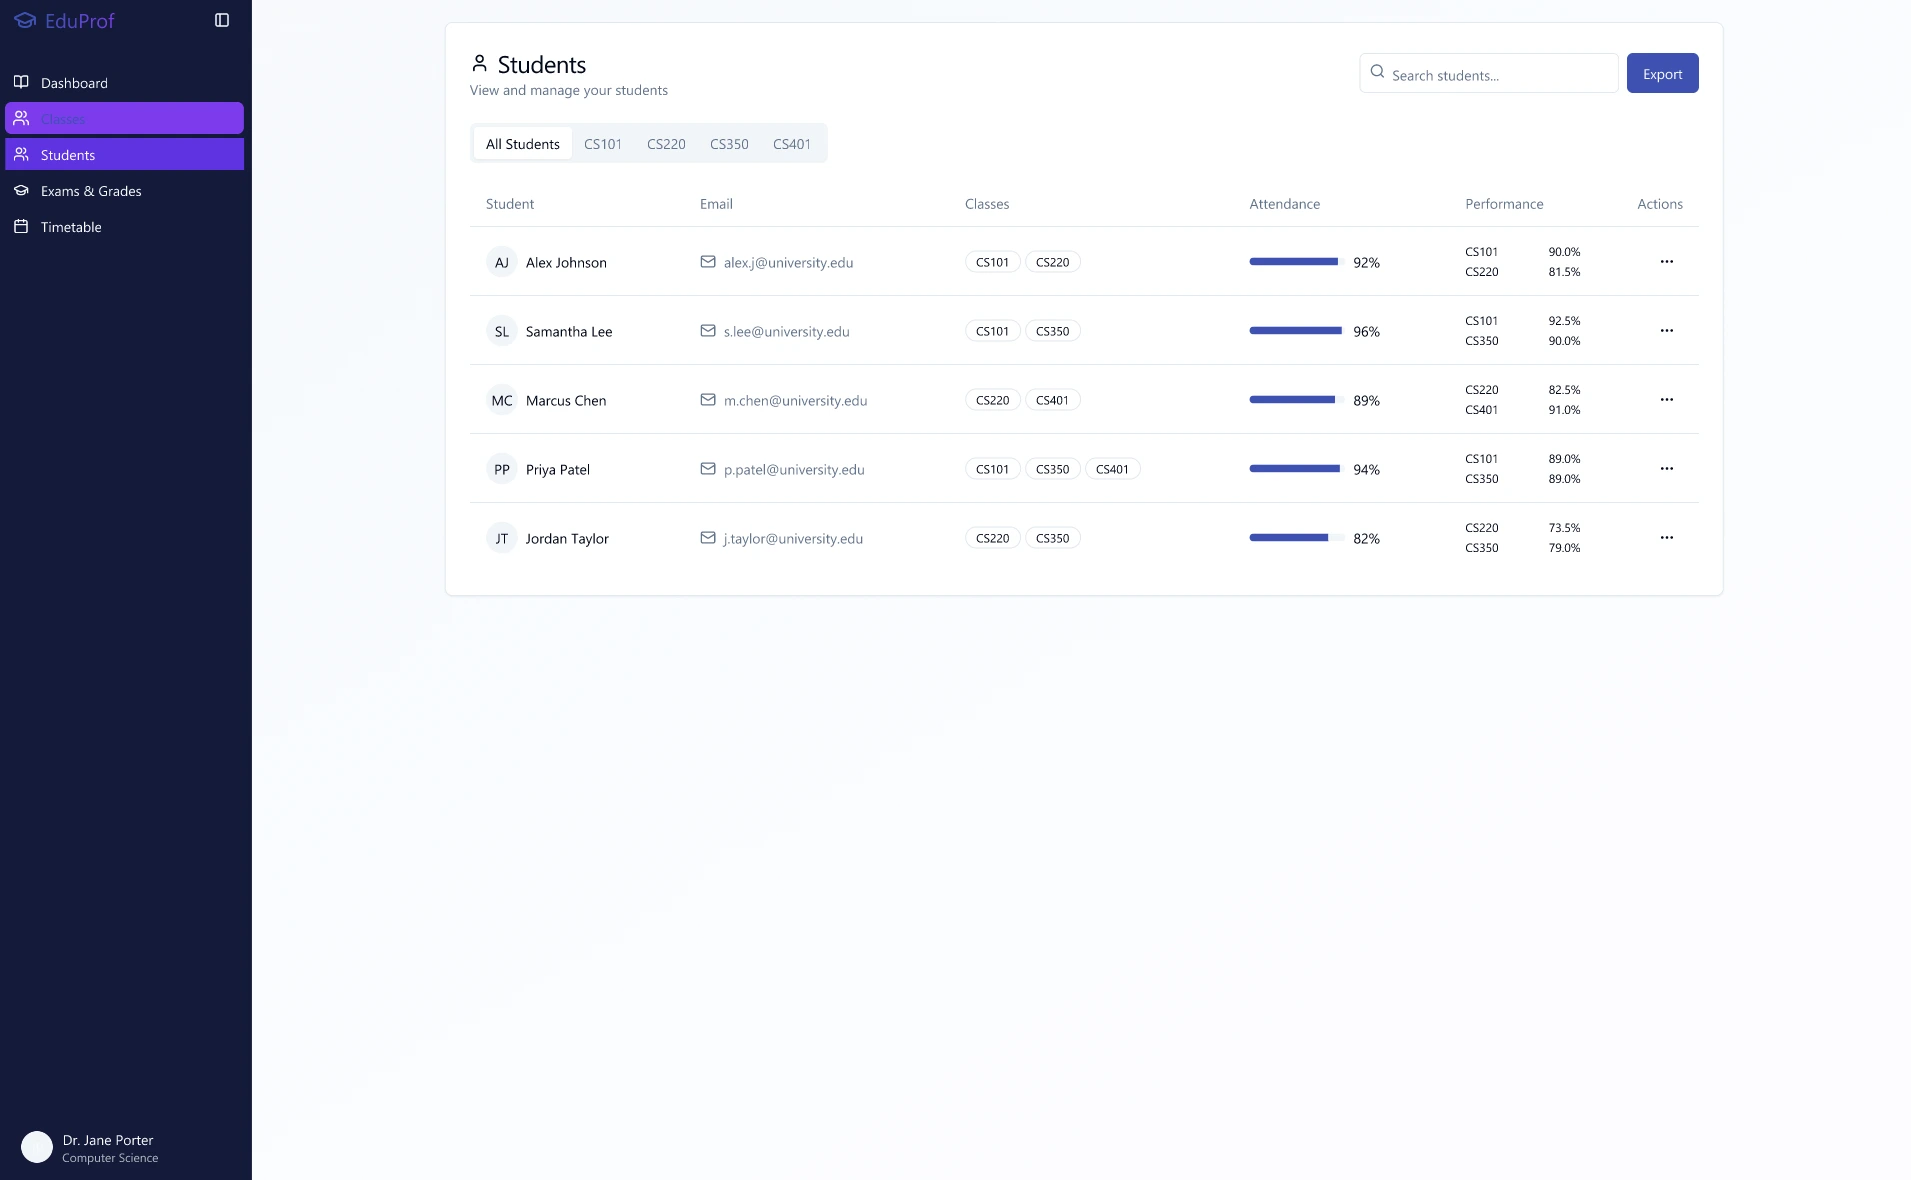 EduProf
Dashboard
Classes
Students
Exams & Grades
Timetable
Dr. Jane Porter
Computer Science
Students
View and manage your students
Search students...
Export
All Students CS101 CS220 CS350 CS401
Student Email Classes Attendance Performance Actions
AJ Alex Johnson alex.j@university.edu CS101 CS220 92% CS101 90.0%
CS220 81.5%
SL Samantha Lee s.lee@university.edu CS101 CS350 96% CS101 92.5%
CS350 90.0%
MC Marcus Chen m.chen@university.edu CS220 CS401 89% CS220 82.5%
CS401 91.0%
PP Priya Patel p.patel@university.edu CS101 CS350 CS401 94% CS101 89.0%
CS350 89.0%
JT Jordan Taylor j.taylor@university.edu CS220 CS350 82% CS220 73.5%
CS350 79.0%